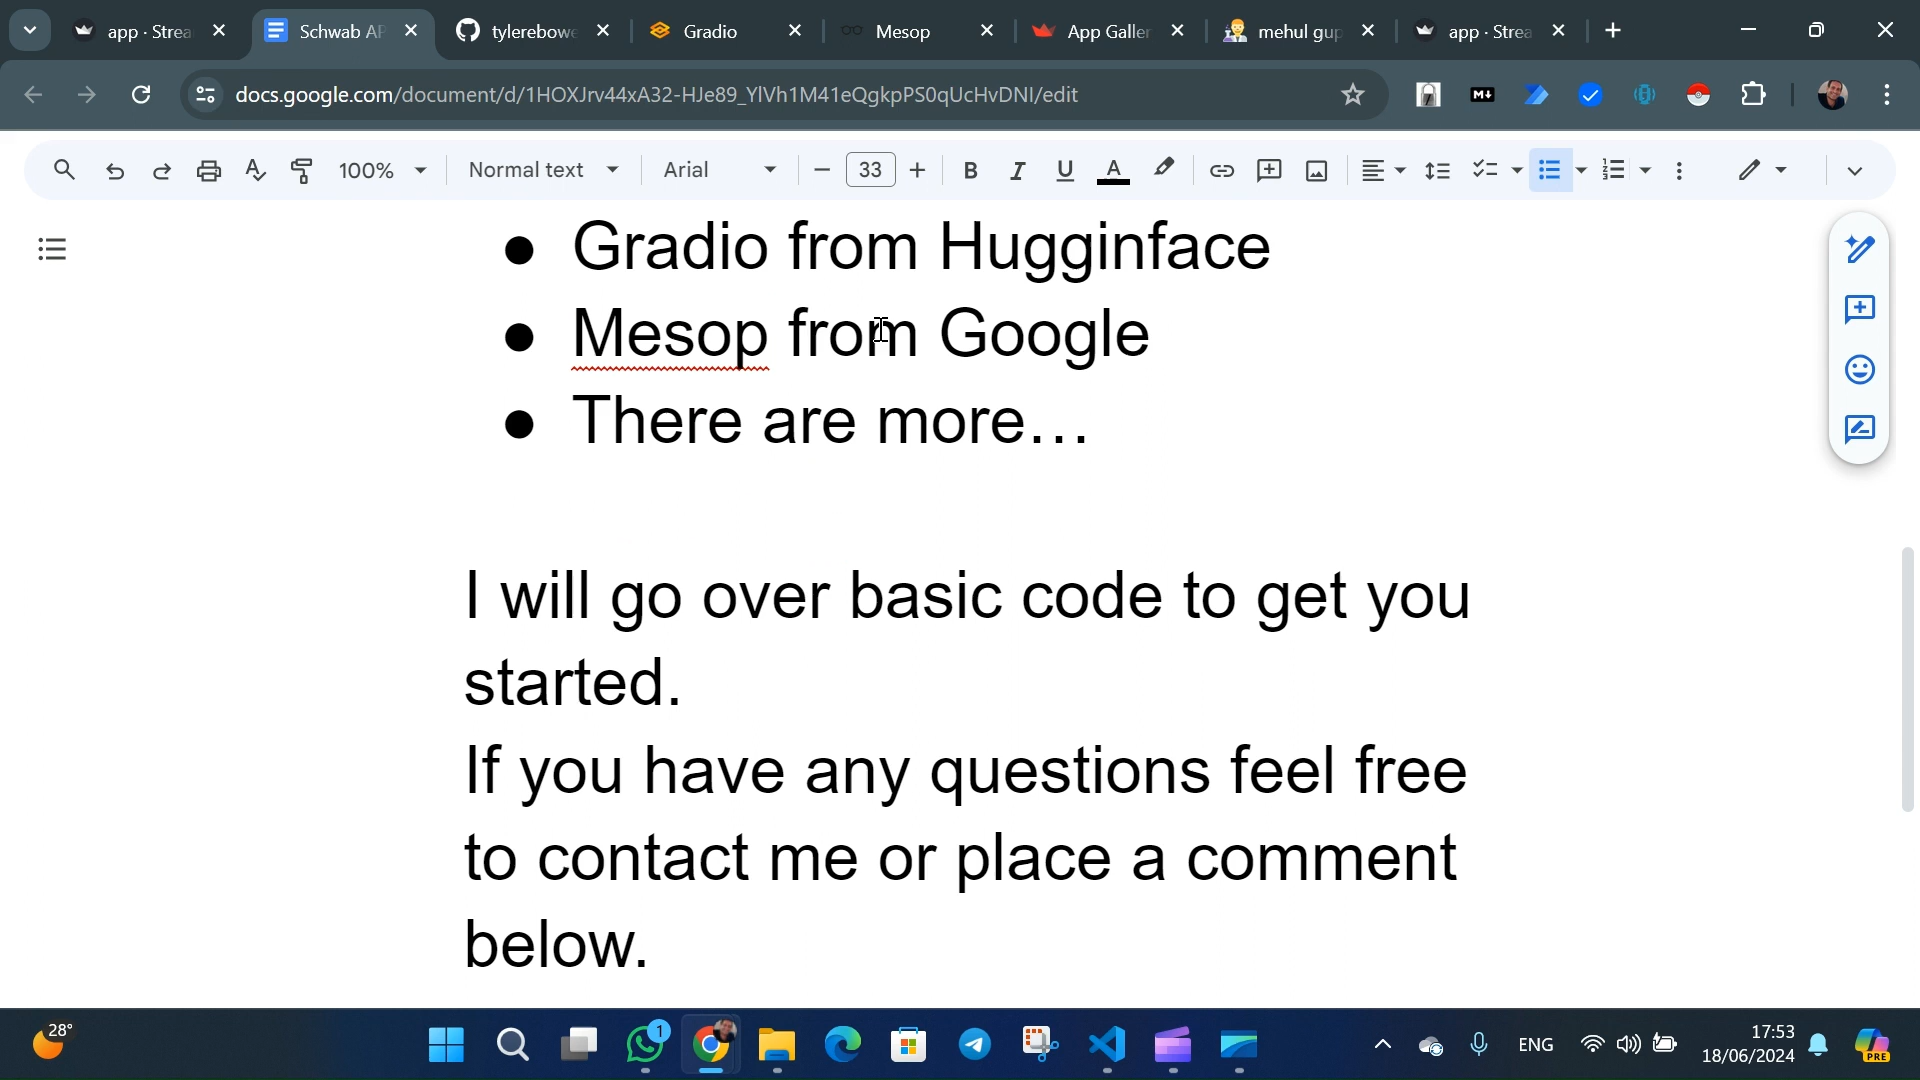 app · Strea
Schwab AP
tylerebowe
Gradio
Mesop
App Galler
mehul gup
app · Strea
docs.google.com/document/d/1HOXJrv44xA32-HJe89_YlVh1M41eQgkpPS0qUcHvDNI/edit
100%
Normal text
Arial
33
Gradio from Hugginface
Mesop from Google
There are more…
I will go over basic code to get you
started.
If you have any questions feel free
to contact me or place a comment
below.
28°
1
ENG
17:53
18/06/2024
PRE